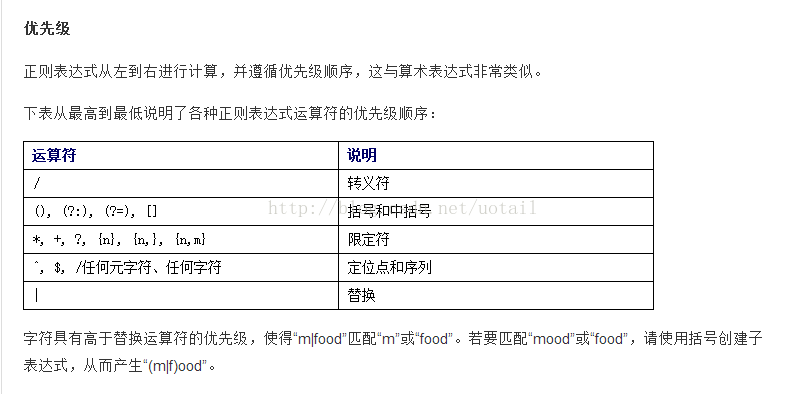 优先级
正则表达式从左到右进行计算，并遵循优先级顺序，这与算术表达式非常类似。
下表从最高到最低说明了各种正则表达式运算符的优先级顺序：
运算符 说明
/ 转义符
(), (?:), (?=), [] 括号和中括号
*, +, ?, {n}, {n,}, {n,m} 限定符
^, $, /任何元字符、任何字符 定位点和序列
| 替换
字符具有高于替换运算符的优先级，使得“m|food”匹配“m”或“food”。若要匹配“mood”或“food”，请使用括号创建子
表达式，从而产生“(m|f)ood”。